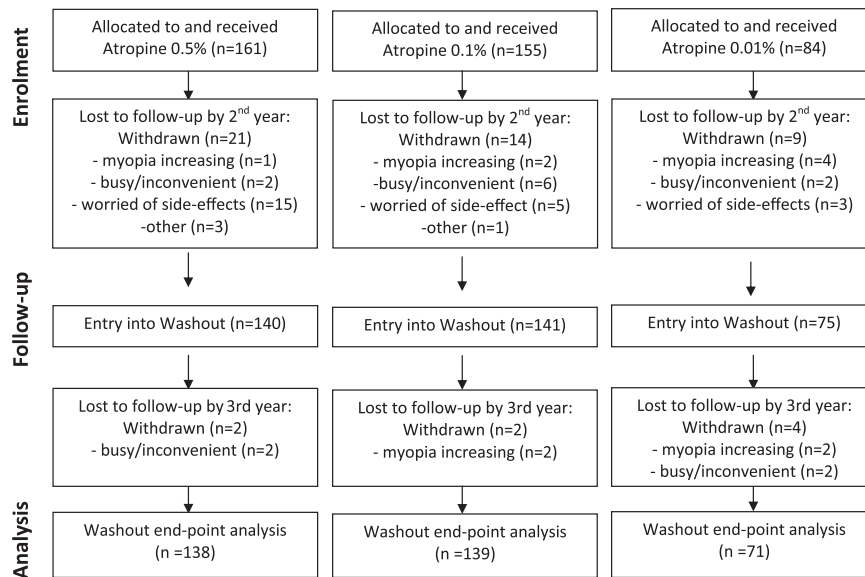 Enrolment
Allocated to and received
Atropine 0.5% (n=161)
Allocated to and received
Atropine 0.1% (n=155)
Allocated to and received
Atropine 0.01% (n=84)
Lost to follow-up by 2nd year:
Withdrawn (n=21)
- myopia increasing (n=1)
- busy/inconvenient (n=2)
- worried of side-effects (n=15)
-other (n=3)
Lost to follow-up by 2nd year:
Withdrawn (n=14)
- myopia increasing (n=2)
-busy/inconvenient (n=6)
- worried of side-effect (n=5)
-other (n=1)
Lost to follow-up by 2nd year:
Withdrawn (n=9)
- myopia increasing (n=4)
- busy/inconvenient (n=2)
- worried of side-effects (n=3)
Follow-up
Entry into Washout (n=140)
Entry into Washout (n=141)
Entry into Washout (n=75)
Lost to follow-up by 3rd year:
Withdrawn (n=2)
- busy/inconvenient (n=2)
Lost to follow-up by 3rd year:
Withdrawn (n=2)
- myopia increasing (n=2)
Lost to follow-up by 3rd year:
Withdrawn (n=4)
- myopia increasing (n=2)
- busy/inconvenient (n=2)
Analysis
Washout end-point analysis
(n =138)
Washout end-point analysis
(n =139)
Washout end-point analysis
(n =71)